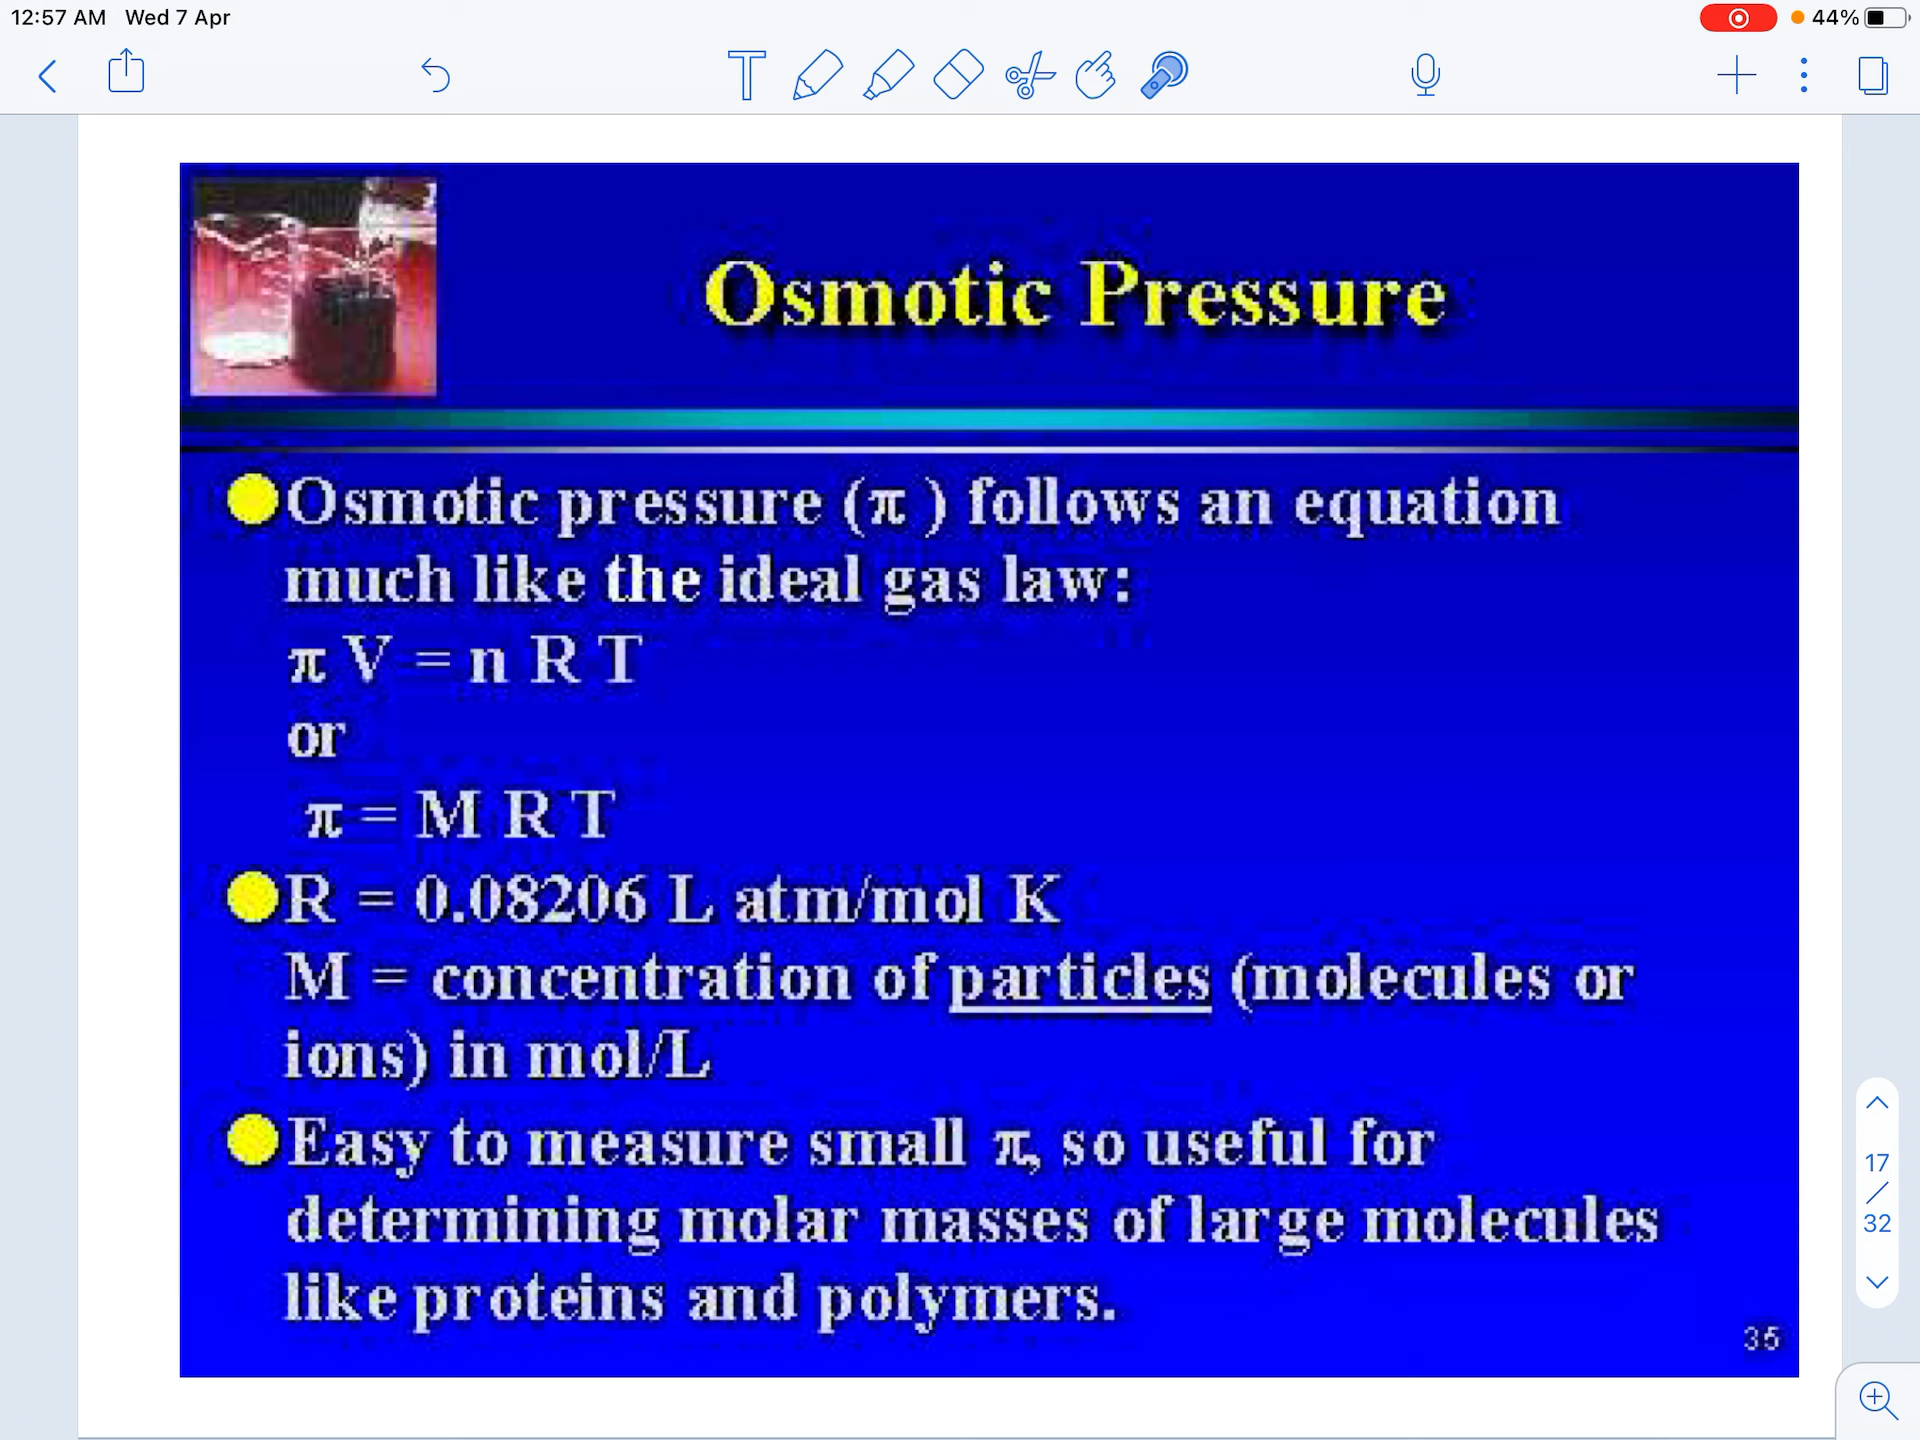 12:57 AM Wed 7 Apr
44%
T
Osmotic Pressure
Osmotic pressure (π ) follows an equation
much like the ideal gas law:
π V = n R T
or
π = M R T
R = 0.08206 L atm/mol K
M = concentration of particles (molecules or
ions) in mol/L
Easy to measure small π, so useful for
determining molar masses of large molecules
like proteins and polymers.
35
17
/
32